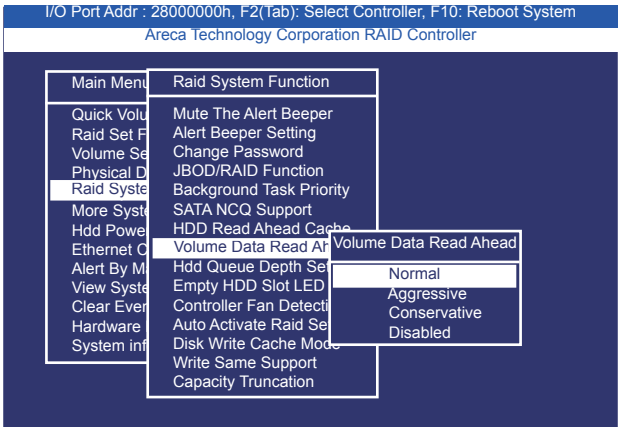 I/O Port Addr : 28000000h, F2(Tab): Select Controller, F10: Reboot System
Areca Technology Corporation RAID Controller
Main Menu
Quick Volu
Raid Set F
Volume Se
Physical D
Raid Syste
More Syste
Hdd Powe
Ethernet C
Alert By M
View Syste
Clear Even
Hardware
System inf
Raid System Function
Mute The Alert Beeper
Alert Beeper Setting
Change Password
JBOD/RAID Function
Background Task Priority
SATA NCQ Support
HDD Read Ahead Cache
Volume Data Read Ah
Hdd Queue Depth Set
Empty HDD Slot LED
Controller Fan Detecti
Auto Activate Raid Se
Disk Write Cache Mode
Write Same Support
Capacity Truncation
Volume Data Read Ahead
Normal
Aggressive
Conservative
Disabled